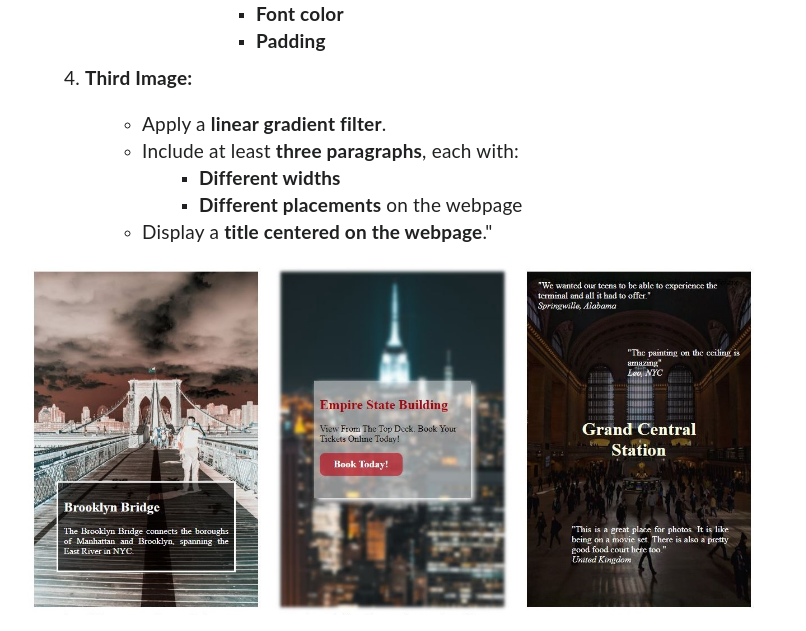 Font color
Padding
4. Third Image:
Apply a linear gradient filter.
Include at least three paragraphs, each with:
Different widths
Different placements on the webpage
Display a title centered on the webpage."
Brooklyn Bridge
The Brooklyn Bridge connects the boroughs
of Manhattan and Brooklyn, spanning the
East River in NYC.
Empire State Building
View From The Top Deck. Book Your
Tickets Online Today!
Book Today!
"We wanted our teens to be able to experience the
terminal and all it had to offer."
Springville, Alabama
"The painting on the ceiling is
amazing"
Leo, NYC
Grand Central
Station
"This is a great place for photos. It is like
being on a movie set. There is also a pretty
good food court here too."
United Kingdom